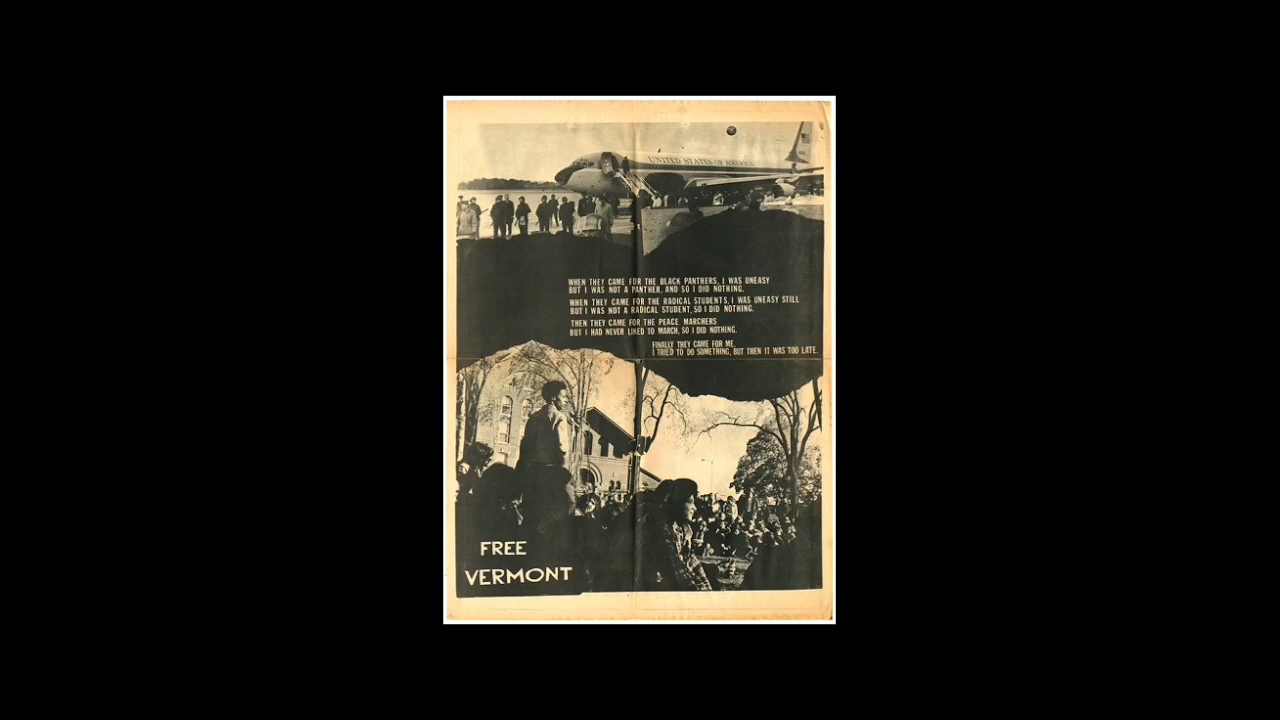 UNITED STATES OF AMERICA
WHEN THEY CAME FOR THE BLACK PANTHERS, I WAS UNEASY
BUT I WAS NOT A PANTHER, AND SO I DID NOTHING.
WHEN THEY CAME FOR THE RADICAL STUDENTS, I WAS UNEASY STILL
BUT I WAS NOT A RADICAL STUDENT, SO I DID NOTHING.
THEN THEY CAME FOR THE PEACE MARCHERS
BUT I HAD NEVER LIKED TO MARCH, SO I DID NOTHING.
FINALLY THEY CAME FOR ME.
I TRIED TO DO SOMETHING, BUT THEN IT WAS TOO LATE.
FREE
VERMONT